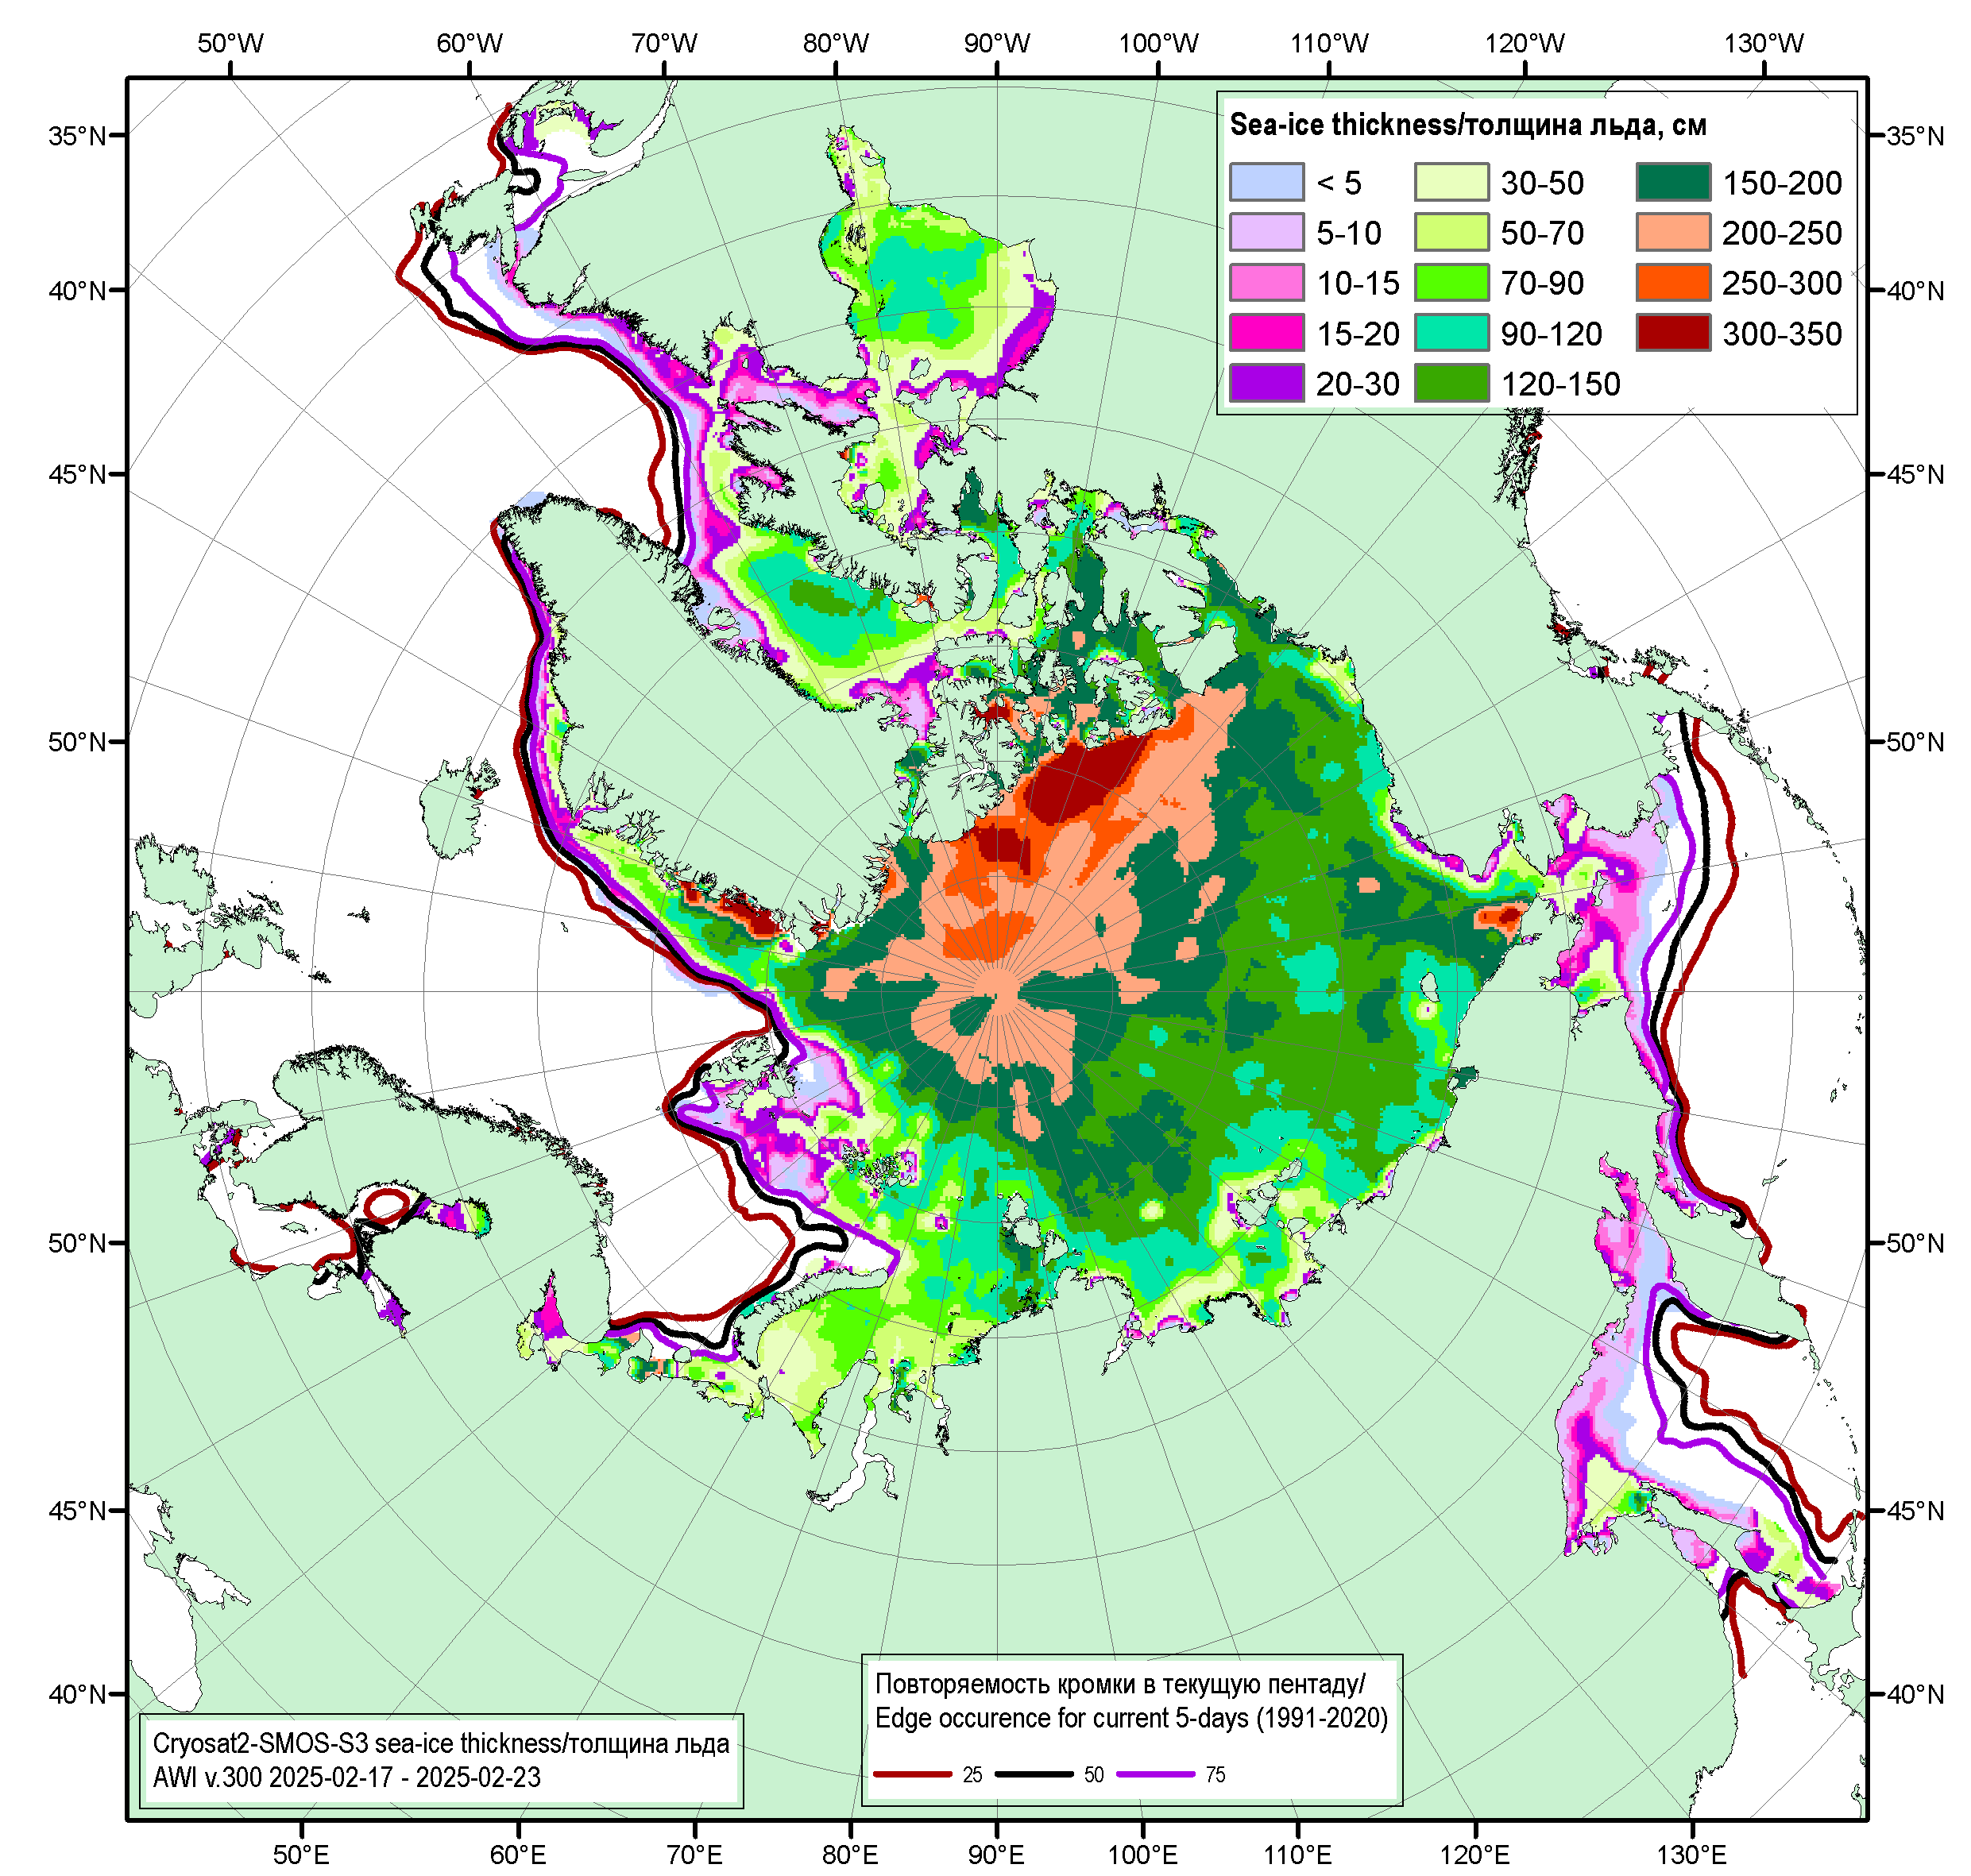 50°W 60°W 70°W 80°W 90°W 100°W 110°W 120°W 130°W
35°N 35°N
40°N 40°N
45°N 45°N
50°N 50°N
50°N 50°N
45°N 45°N
40°N 40°N
Sea-ice thickness/толщина льда, см
< 5 30-50 150-200
5-10 50-70 200-250
10-15 70-90 250-300
15-20 90-120 300-350
20-30 120-150
Повторяемость кромки в текущую пентаду/
Edge occurence for current 5-days (1991-2020)
25 50 75
Cryosat2-SMOS-S3 sea-ice thickness/толщина льда
AWI v.300 2025-02-17 - 2025-02-23
50°E 60°E 70°E 80°E 90°E 100°E 110°E 120°E 130°E